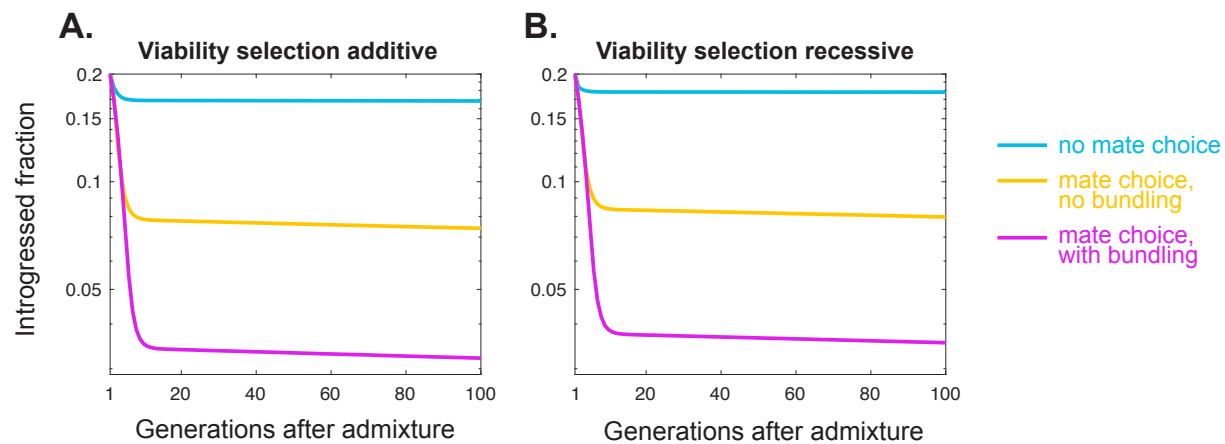 A.
Viability selection additive
0.2
0.15
0.1
0.05
Introgressed fraction
1
20
40
60
80
100
Generations after admixture
B.
Viability selection recessive
0.2
0.15
0.1
0.05
1
20
40
60
80
100
Generations after admixture
no mate choice
mate choice,
no bundling
mate choice,
with bundling